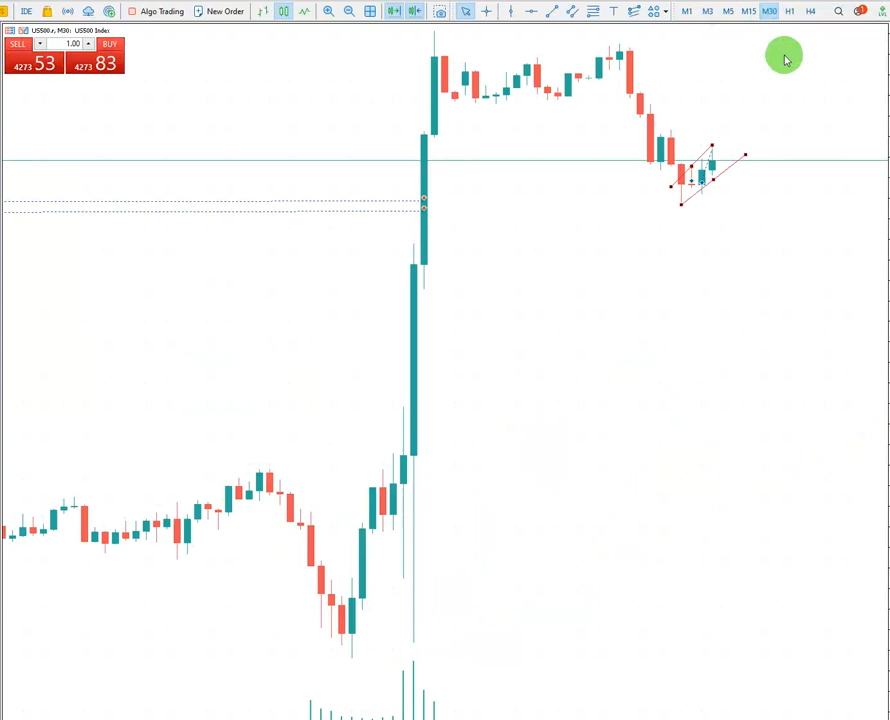 IDE Algo Trading New Order T M1 M3 M5 M15 M30 H1 H4 1
US500.r, M30: US500 Index
SELL 1.00 BUY
4273 53 4273 83